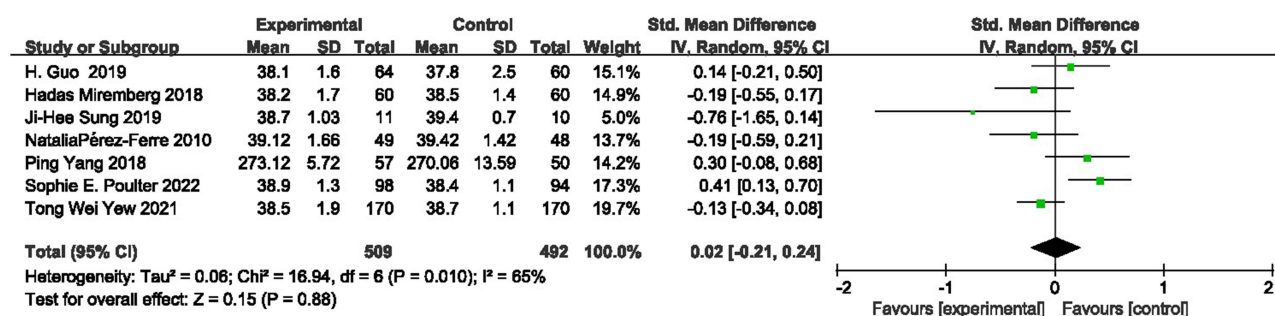 Experimental Control Std. Mean Difference Std. Mean Difference
Study or Subgroup Mean SD Total Mean SD Total Weight IV, Random, 95% CI IV, Random, 95% CI
H. Guo 2019 38.1 1.6 64 37.8 2.5 60 15.1% 0.14 [-0.21, 0.50]
Hadas Miremberg 2018 38.2 1.7 60 38.5 1.4 60 14.9% -0.19 [-0.55, 0.17]
Ji-Hee Sung 2019 38.7 1.03 11 39.4 0.7 10 5.0% -0.76 [-1.65, 0.14]
NataliaPérez-Ferre 2010 39.12 1.66 49 39.42 1.42 48 13.7% -0.19 [-0.59, 0.21]
Ping Yang 2018 273.12 5.72 57 270.06 13.59 50 14.2% 0.30 [-0.08, 0.68]
Sophie E. Poulter 2022 38.9 1.3 98 38.4 1.1 94 17.3% 0.41 [0.13, 0.70]
Tong Wei Yew 2021 38.5 1.9 170 38.7 1.1 170 19.7% -0.13 [-0.34, 0.08]
Total (95% CI) 509 492 100.0% 0.02 [-0.21, 0.24]
Heterogeneity: Tau² = 0.06; Chi² = 16.94, df = 6 (P = 0.010); I² = 65%
Test for overall effect: Z = 0.15 (P = 0.88)
-2 -1 0 1 2
Favours [experimental] Favours [control]